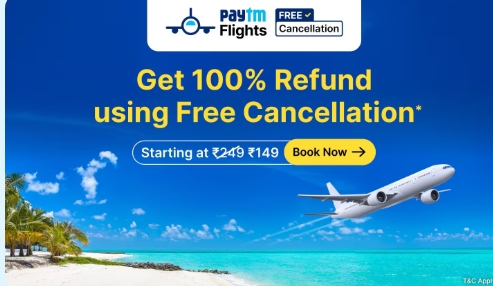 paytm
Flights
FREE
Cancellation
Get 100% Refund
using Free Cancellation*
Starting at ₹249 ₹149
Book Now →
T&C Appl